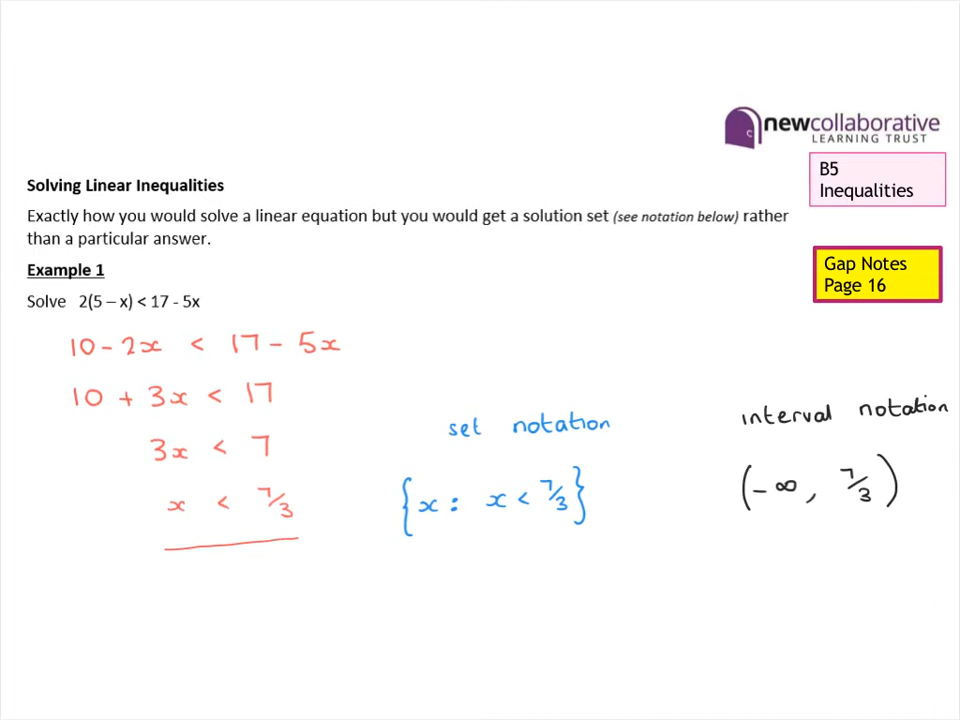 newcollaborative
LEARNING TRUST
B5
Inequalities
Solving Linear Inequalities
Exactly how you would solve a linear equation but you would get a solution set (see notation below) rather
than a particular answer.
Gap Notes
Page 16
Example 1
Solve 2(5 – x) < 17 - 5x
10 - 2x < 17 - 5x
10 + 3x < 17
3x < 7
x < 7/3
set notation
{x : x < 7/3}
interval notation
(-∞, 7/3)